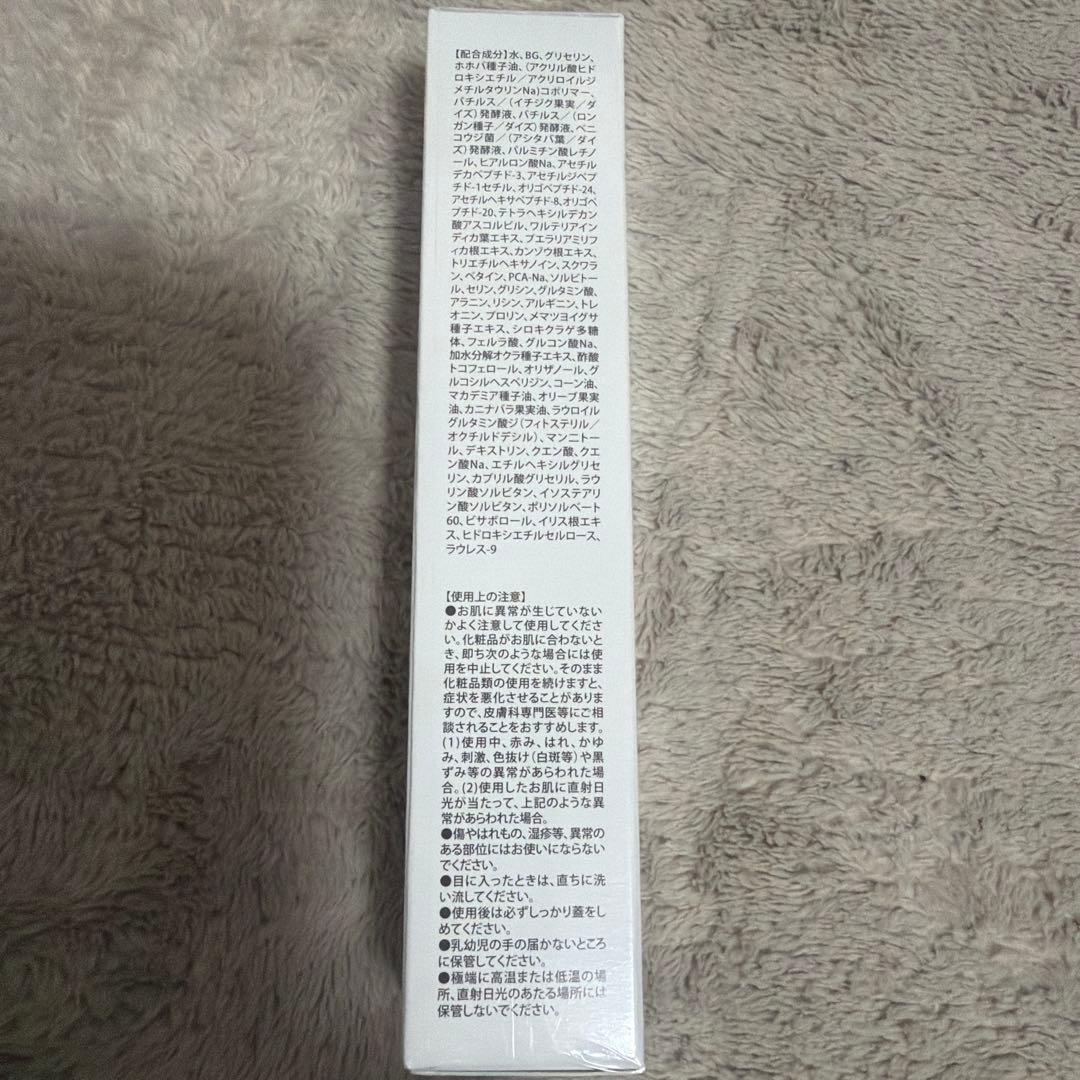 【配合成分】水、BG、グリセリン、
ホホバ種子油、(アクリル酸ヒド
ロキシエチル/アクリロイルジ
メチルタウリンNa)コポリマー、
バチルス/(イチジク果実/ダ
イズ)発酵液、バチルス/(ロン
ガン種子/ダイズ)発酵液、ベニ
コウジ菌/(アシタバ葉/ダイ
ズ)発酵液、パルミチン酸レチノ
ール、ヒアルロン酸Na、アセチル
デカペプチド-3、アセチルジペプ
チド-1セチル、オリゴペプチド-24、
アセチルヘキサペプチド-8、オリゴペ
プチド-20、テトラヘキシルデカン
酸アスコルビル、ワルテリアイン
ディカ葉エキス、プエラリアミリフ
ィカ根エキス、カンゾウ根エキス、
トリエチルヘキサノイン、スクワラ
ン、ベタイン、PCA-Na、ソルビトー
ル、セリン、グリシン、グルタミン酸、
アラニン、リシン、アルギニン、トレ
オニン、プロリン、メマツヨイグサ
種子エキス、シロキクラゲ多糖
体、フェルラ酸、グルコン酸Na、
加水分解オクラ種子エキス、酢酸
トコフェロール、オリザノール、グ
ルコシルヘスペリジン、コーン油、
マカデミア種子油、オリーブ果実
油、カニナバラ果実油、ラウロイル
グルタミン酸ジ(フィトステリル/
オクチルドデシル)、マンニトー
ル、デキストリン、クエン酸、クエ
ン酸Na、エチルヘキシルグリセ
リン、カプリル酸グリセリル、ラウ
リン酸ソルビタン、イソステアリ
ン酸ソルビタン、ポリソルベート
60、ビサボロール、イリス根エキ
ス、ヒドロキシエチルセルロース、
ラウレス-9
【使用上の注意】
●お肌に異常が生じていない
かよく注意して使用してくださ
い。化粧品がお肌に合わないと
き、即ち次のような場合には使
用を中止してください。そのまま
化粧品類の使用を続けますと、
症状を悪化させることがありま
すので、皮膚科専門医等にご相
談されることをおすすめします。
(1)使用中、赤み、はれ、かゆ
み、刺激、色抜け(白斑等)や黒
ずみ等の異常があらわれた場
合。(2)使用したお肌に直射日
光が当たって、上記のような異
常があらわれた場合。
●傷やはれもの、湿疹等、異常の
ある部位にはお使いにならない
でください。
●目に入ったときは、直ちに洗
い流してください。
●使用後は必ずしっかり蓋をし
めてください。
●乳幼児の手の届かないところ
に保管してください。
●極端に高温または低温の場
所、直射日光のあたる場所には
保管しないでください。